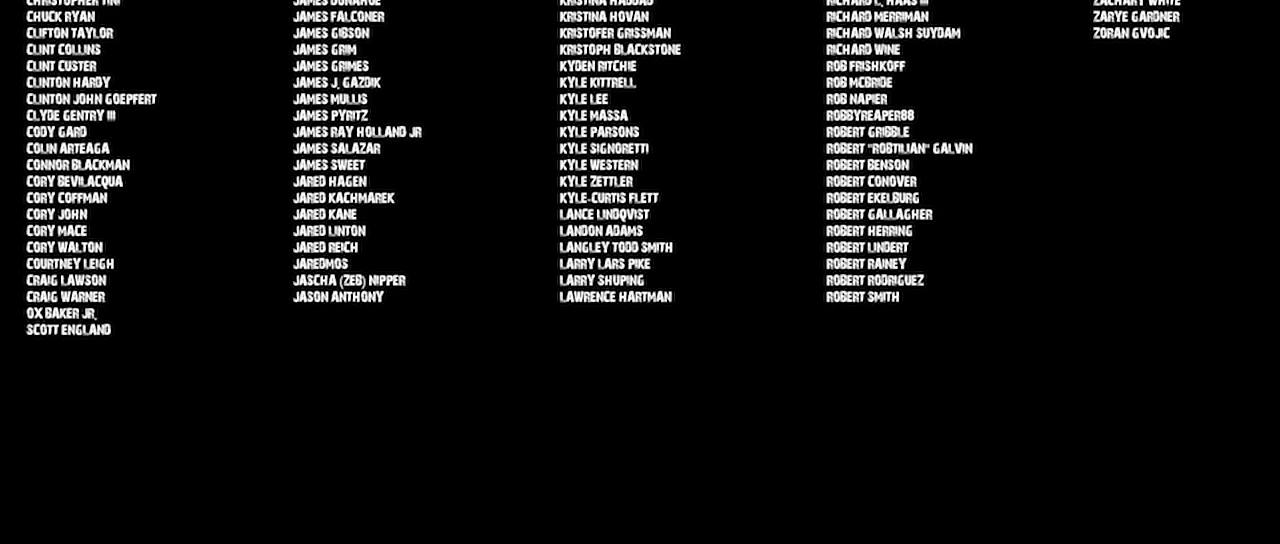 CHUCK RYAN
CLIFTON TAYLOR
CLINT COLLINS
CLINT CUSTER
CLINTON HARDY
CLINTON JOHN GOEPFERT
CLYDE GENTRY III
CODY GARD
COLIN ARTEAGA
CONNOR BLACKMAN
CORY BEVILACQUA
CORY COFFMAN
CORY JOHN
CORY MACE
CORY WALTON
COURTNEY LEIGH
CRAIG LAWSON
CRAIG WARNER
OX BAKER JR.
SCOTT ENGLAND
JAMES FALCONER
JAMES GIBSON
JAMES GRIM
JAMES GRIMES
JAMES J. GAZDIK
JAMES MULLIS
JAMES PYRITZ
JAMES RAY HOLLAND JR
JAMES SALAZAR
JAMES SWEET
JARED HAGEN
JARED KACHMAREK
JARED KANE
JARED LINTON
JARED REICH
JAREDMOS
JASCHA (ZEB) NIPPER
JASON ANTHONY
KRISTINA HOVAN
KRISTOFER GRISSMAN
KRISTOPH BLACKSTONE
KYDEN RITCHIE
KYLE KITTRELL
KYLE LEE
KYLE MASSA
KYLE PARSONS
KYLE SIGNORETTI
KYLE WESTERN
KYLE ZETTLER
KYLE-CURTIS FLETT
LANCE LINDQVIST
LANDON ADAMS
LANGLEY TODD SMITH
LARRY LARS PIKE
LARRY SHUPING
LAWRENCE HARTMAN
RICHARD MERRIMAN
RICHARD WALSH SUYDAM
RICHARD WINE
ROB FRISHKOFF
ROB MCBRIDE
ROB NAPIER
ROBBYREAPER88
ROBERT GRIBBLE
ROBERT "ROBTILIAN" GALVIN
ROBERT BENSON
ROBERT CONOVER
ROBERT EKELBURG
ROBERT GALLAGHER
ROBERT HERRING
ROBERT LINDERT
ROBERT RAINEY
ROBERT RODRIGUEZ
ROBERT SMITH
ZACHARY WHITE
ZARYE GARDNER
ZORAN GVOJIC